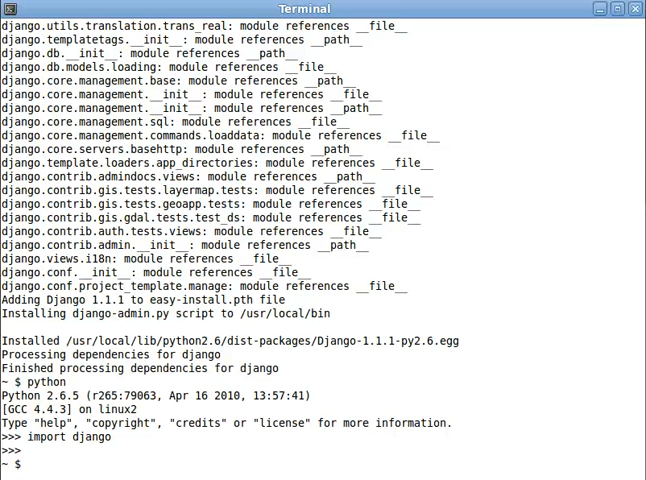 Terminal
django.utils.translation.trans_real: module references __file__
django.templatetags.__init__: module references __path__
django.db.__init__: module references __path__
django.db.models.loading: module references __file__
django.core.management.base: module references __path__
django.core.management.__init__: module references __file__
django.core.management.__init__: module references __path__
django.core.management.sql: module references __file__
django.core.management.commands.loaddata: module references __file__
django.core.servers.basehttp: module references __path__
django.template.loaders.app_directories: module references __file__
django.contrib.admindocs.views: module references __path__
django.contrib.gis.tests.layermap.tests: module references __file__
django.contrib.gis.tests.geoapp.tests: module references __file__
django.contrib.gis.gdal.tests.test_ds: module references __file__
django.contrib.auth.tests.views: module references __file__
django.contrib.admin.__init__: module references __path__
django.views.i18n: module references __file__
django.conf.__init__: module references __file__
django.conf.project_template.manage: module references __file__
Adding Django 1.1.1 to easy-install.pth file
Installing django-admin.py script to /usr/local/bin
Installed /usr/local/lib/python2.6/dist-packages/Django-1.1.1-py2.6.egg
Processing dependencies for django
Finished processing dependencies for django
~ $ python
Python 2.6.5 (r265:79063, Apr 16 2010, 13:57:41)
[GCC 4.4.3] on linux2
Type "help", "copyright", "credits" or "license" for more information.
>>> import django
>>>
~ $